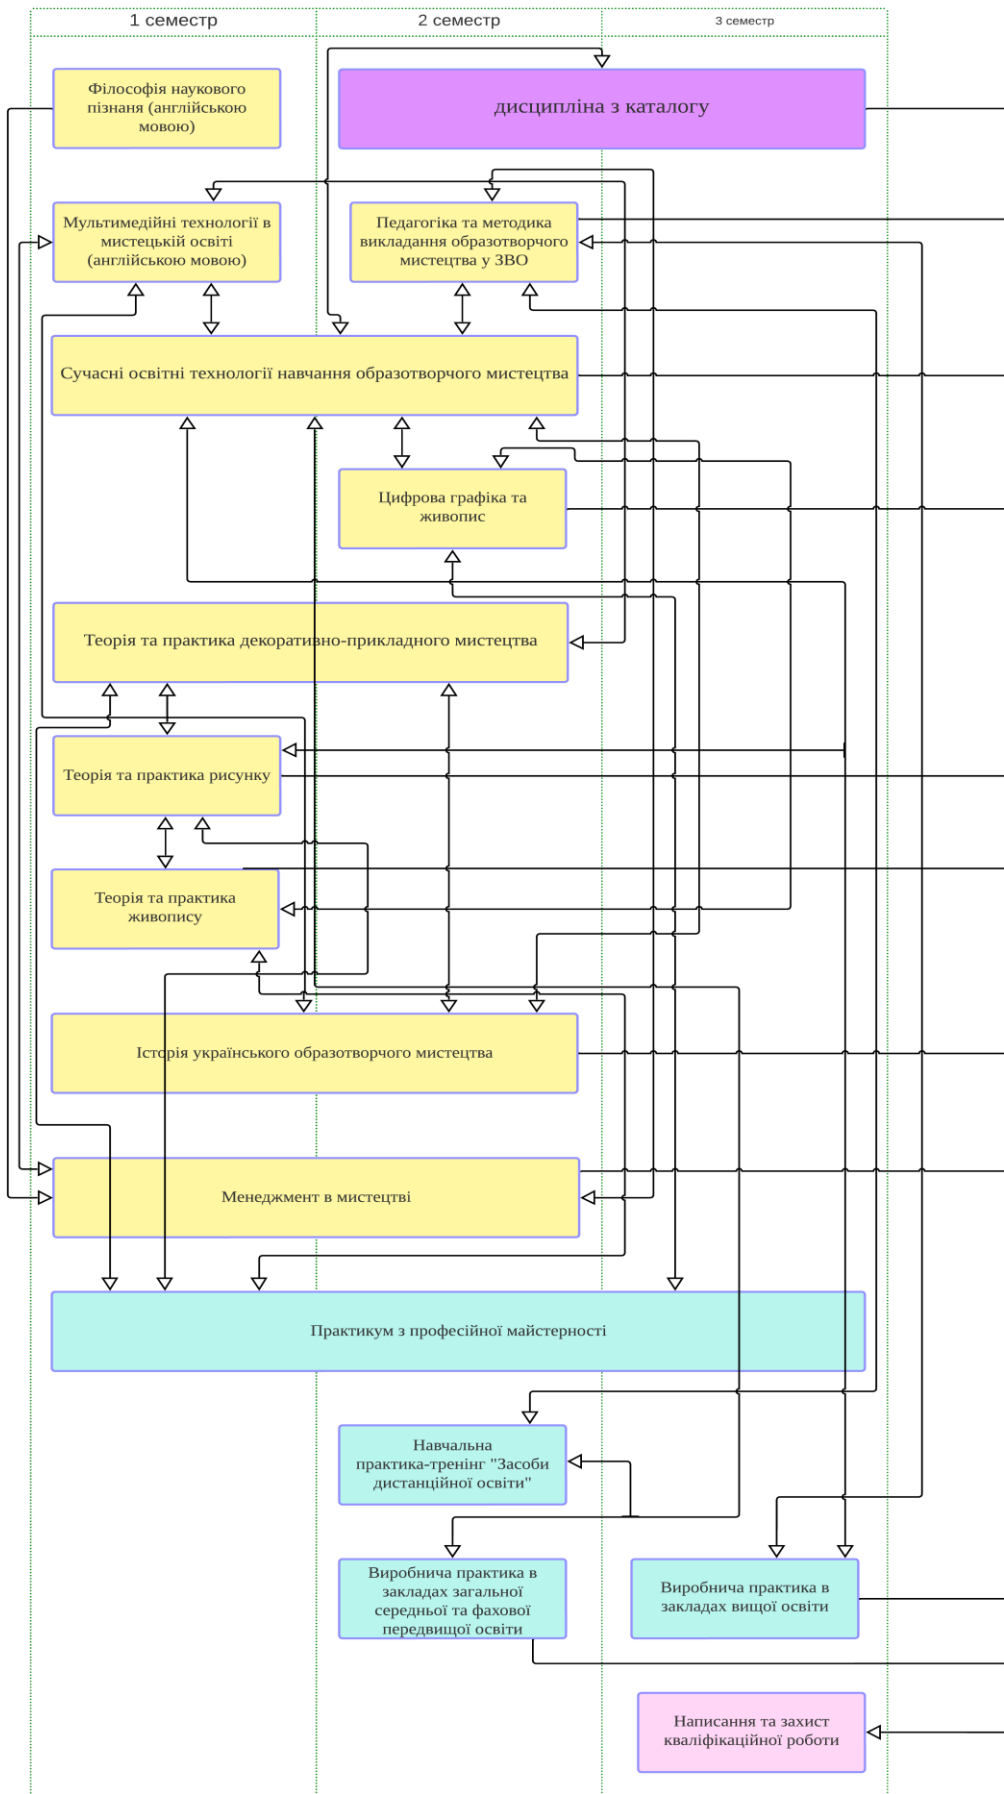 1 семестр
2 семестр
3 семестр
Філософія наукового
пізнаня (англійською
мовою)
дисципліна з каталогу
Мультимедійні технології в
мистецькій освіті
(англійською мовою)
Педагогіка та методика
викладання образотворчого
мистецтва у ЗВО
Сучасні освітні технології навчання образотворчого мистецтва
Цифрова графіка та
живопис
Теорія та практика декоративно-прикладного мистецтва
Теорія та практика рисунку
Теорія та практика
живопису
Історія українського образотворчого мистецтва
Менеджмент в мистецтві
Практикум з професійної майстерності
Навчальна
практика-тренінг "Засоби
дистанційної освіти"
Виробнича практика в
закладах загальної
середньої та фахової
передвищої освіти
Виробнича практика в
закладах вищої освіти
Написання та захист
кваліфікаційної роботи